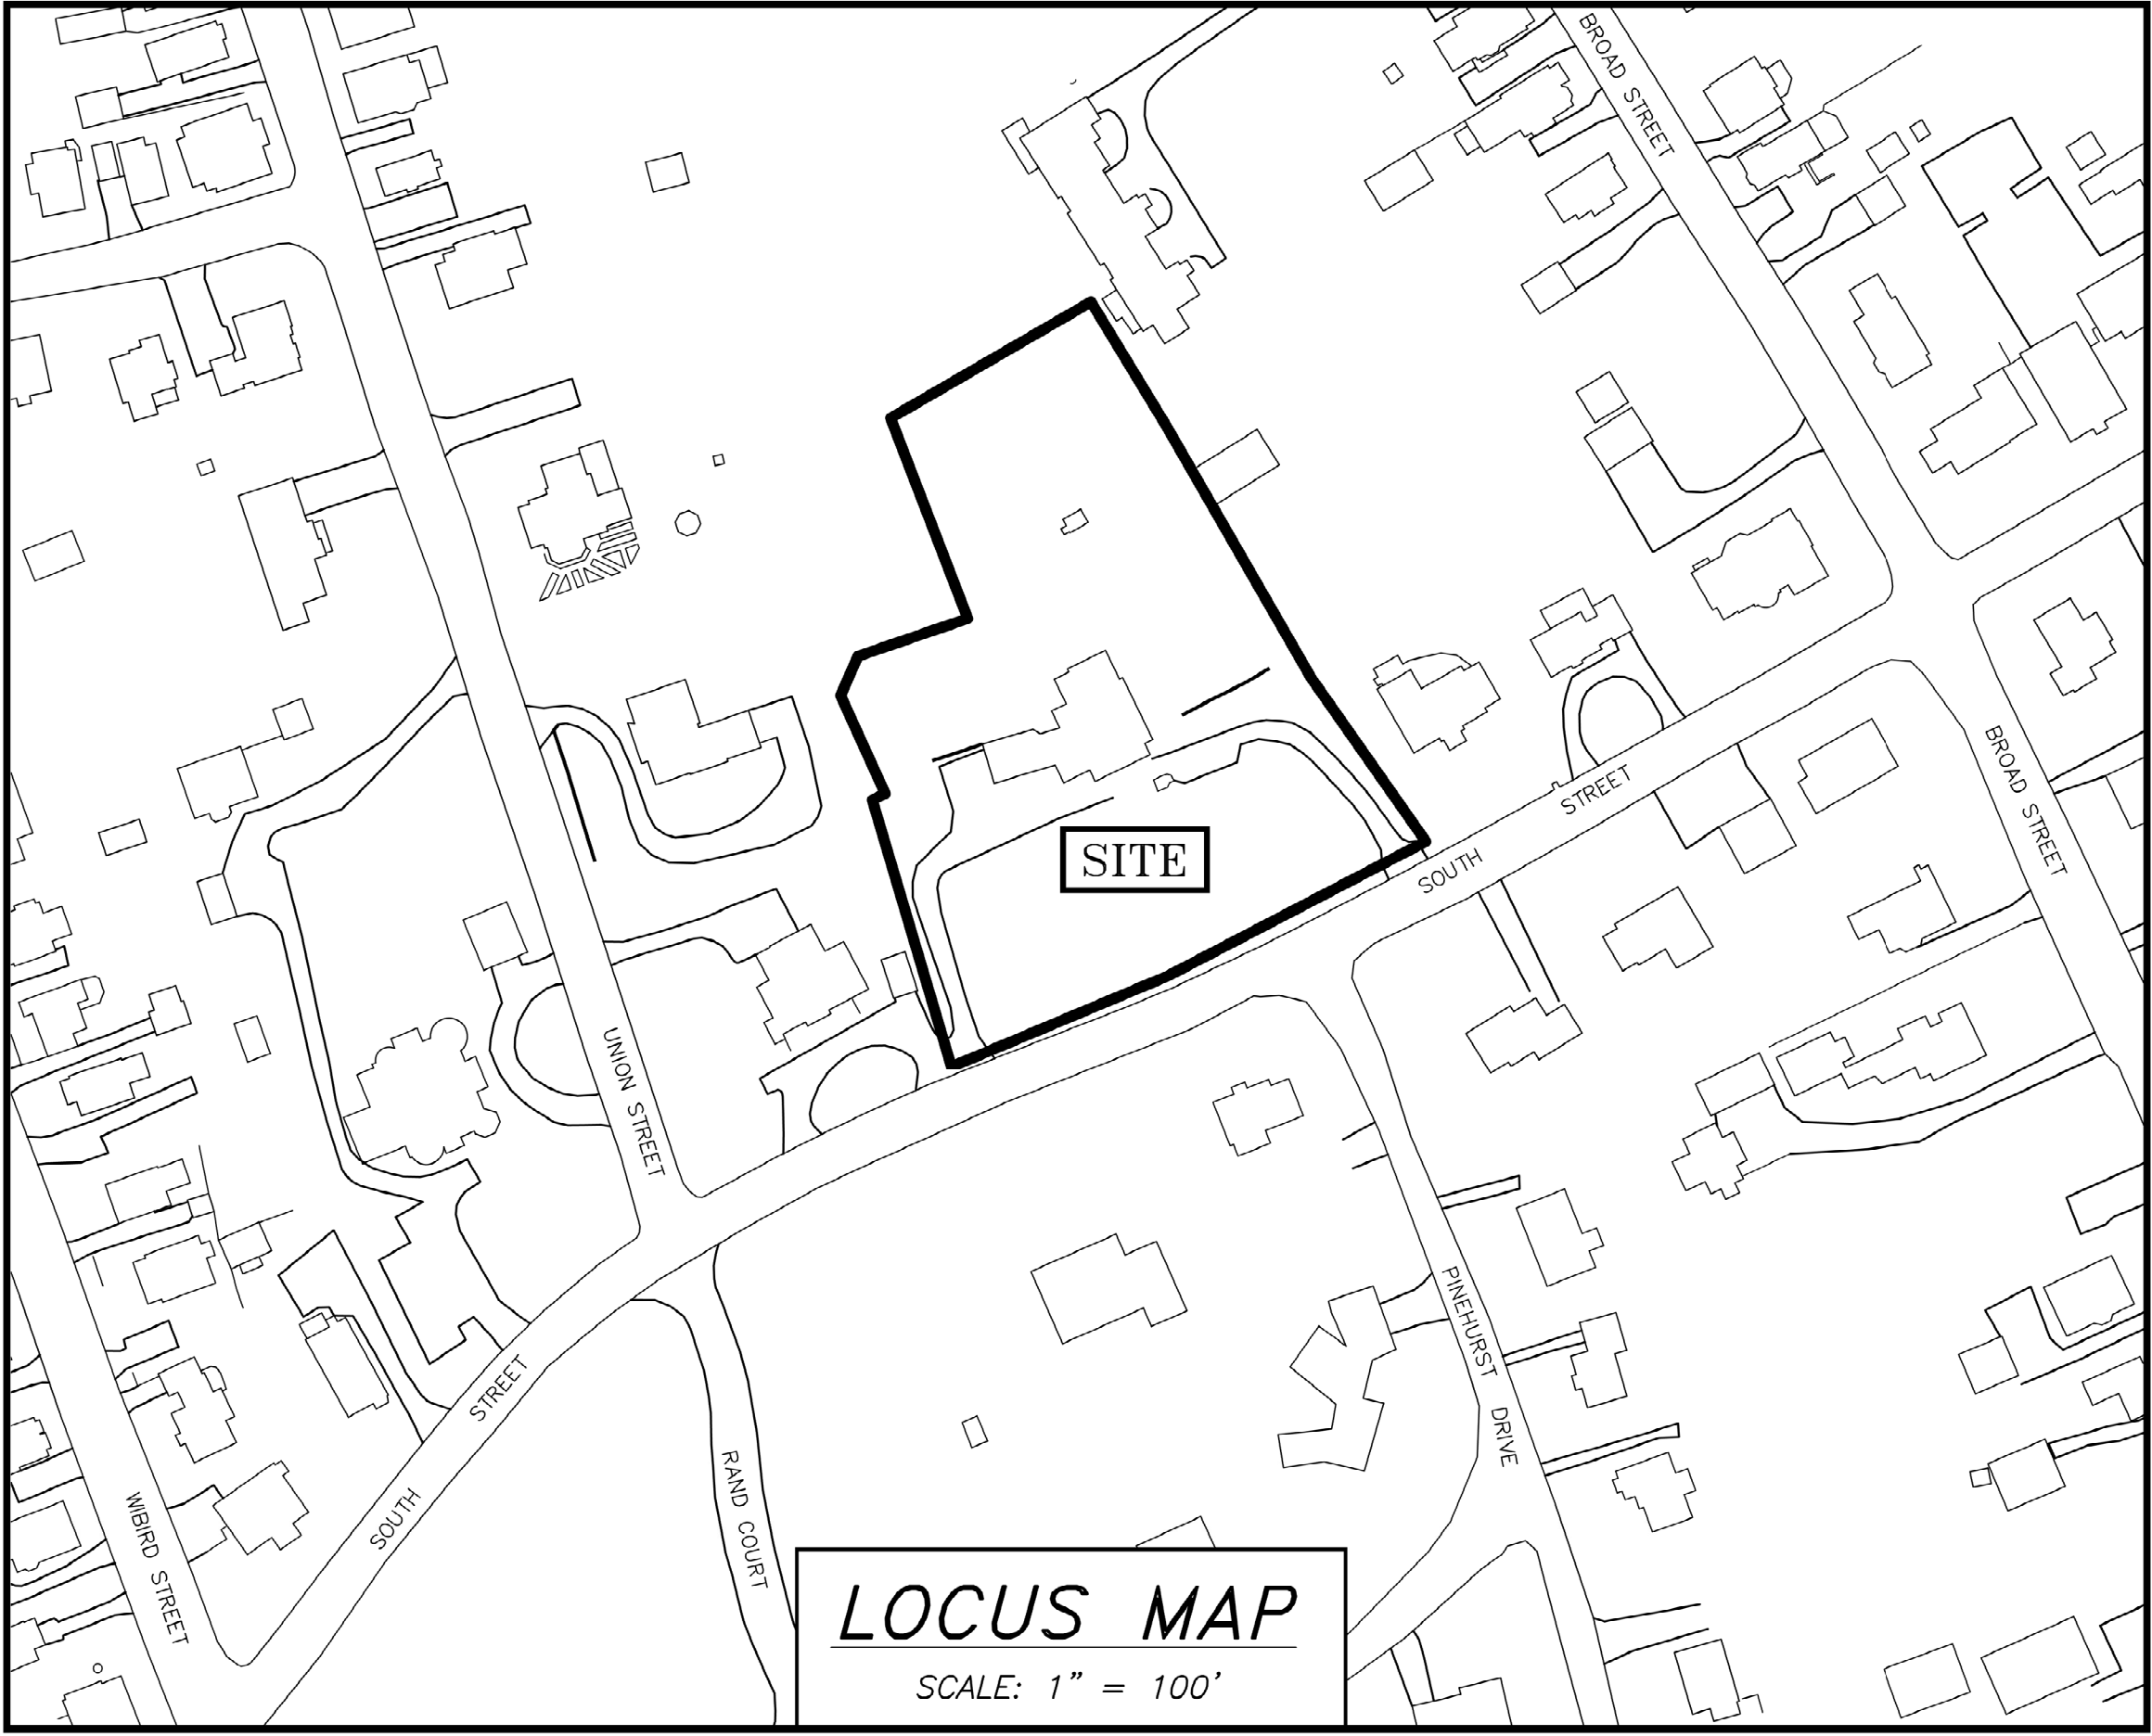 BROAD STREET
BROAD STREET
STREET
SITE
SOUTH
UNION STREET
PINEHURST DRIVE
STREET
SOUTH
RAND COURT
WIBIRD STREET
LOCUS MAP
SCALE: 1" = 100'